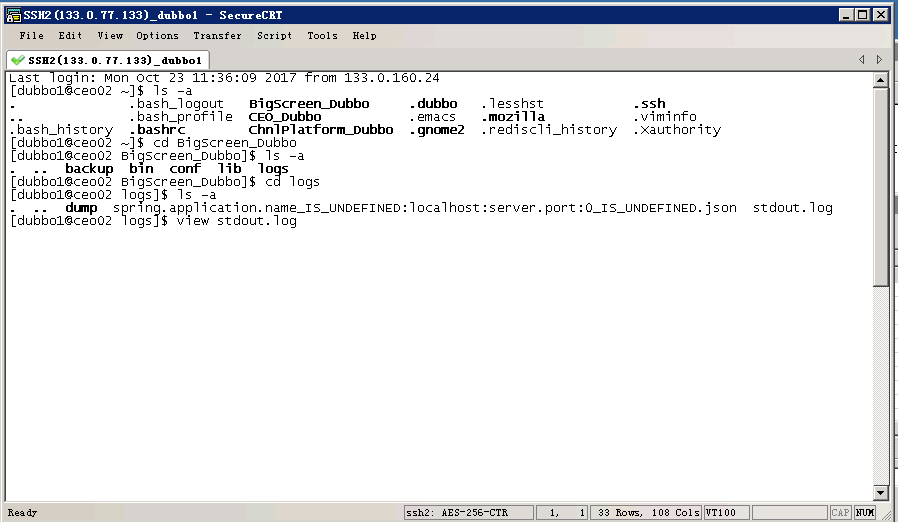 SSH2(133.0.77.133)_dubbo1 - SecureCRT
File Edit View Options Transfer Script Tools Help
SSH2(133.0.77.133)_dubbo1
Last login: Mon Oct 23 11:36:09 2017 from 133.0.160.24
[dubbo1@ceo02 ~]$ ls -a
. .bash_logout BigScreen_Dubbo .dubbo .lesshst .ssh
.. .bash_profile CEO_Dubbo .emacs .mozilla .viminfo
.bash_history .bashrc ChnlPlatform_Dubbo .gnome2 .rediscli_history .Xauthority
[dubbo1@ceo02 ~]$ cd BigScreen_Dubbo
[dubbo1@ceo02 BigScreen_Dubbo]$ ls -a
. .. backup bin conf lib logs
[dubbo1@ceo02 BigScreen_Dubbo]$ cd logs
[dubbo1@ceo02 logs]$ ls -a
. .. dump spring.application.name_IS_UNDEFINED:localhost:server.port:0_IS_UNDEFINED.json stdout.log
[dubbo1@ceo02 logs]$ view stdout.log
Ready ssh2: AES-256-CTR 1, 1 33 Rows, 108 Cols VT100 CAP NUM